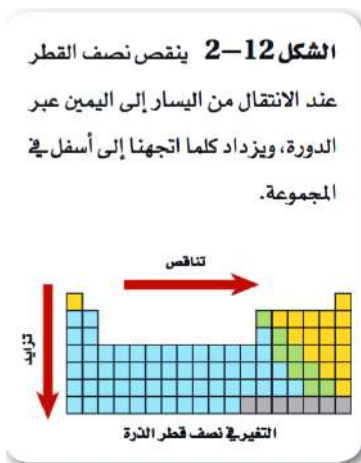 الشكل 12–2 ينقص نصف القطر
عند الانتقال من اليسار إلى اليمين عبر
الدورة، ويزداد كلما اتجهنا إلى أسفل في
المجموعة.
تناقص
تزايد
التغير في نصف قطر الذرة